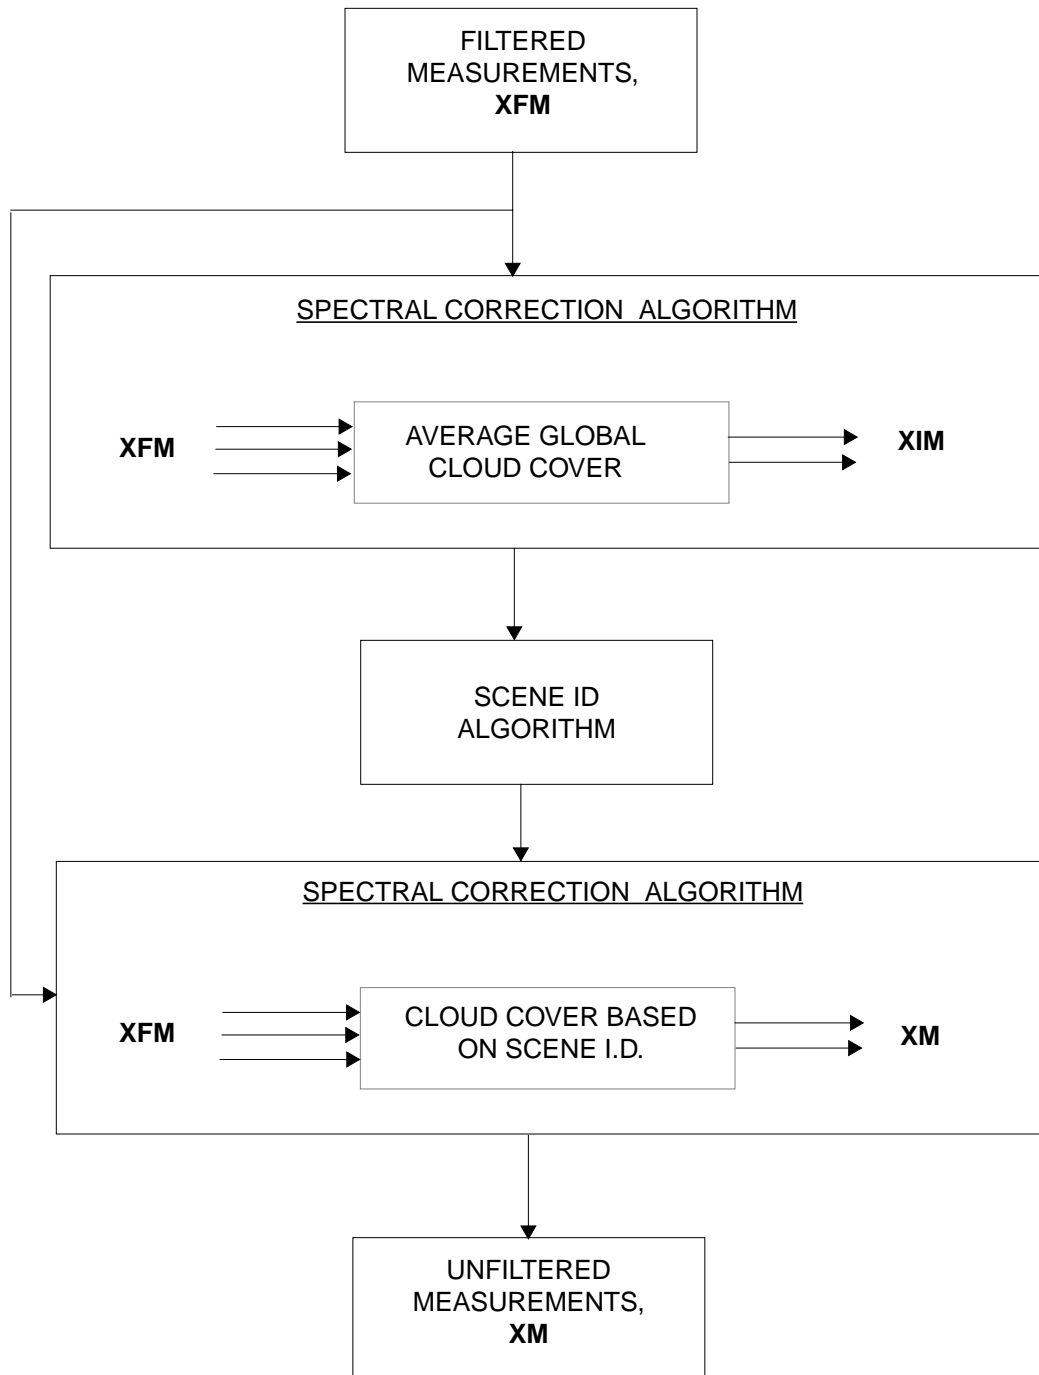 FILTERED
MEASUREMENTS,
XFM
SPECTRAL CORRECTION ALGORITHM
XFM
AVERAGE GLOBAL
CLOUD COVER
XIM
SCENE ID
ALGORITHM
SPECTRAL CORRECTION ALGORITHM
XFM
CLOUD COVER BASED
ON SCENE I.D.
XM
UNFILTERED
MEASUREMENTS,
XM